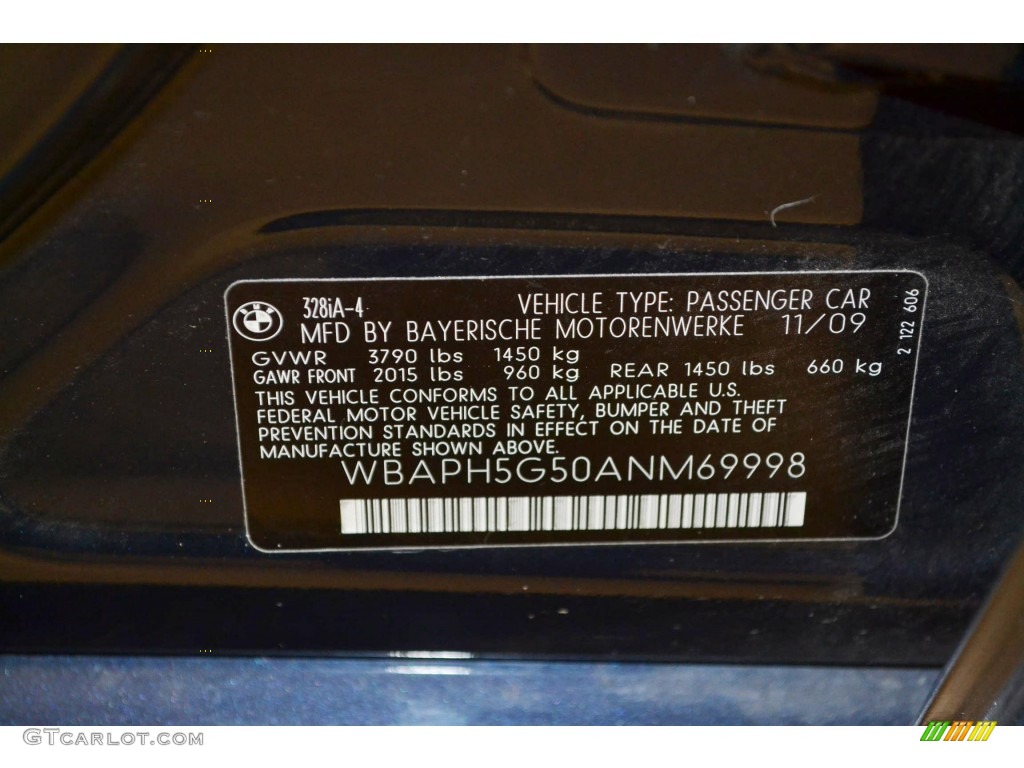 BMW
328iA-4 VEHICLE TYPE: PASSENGER CAR
MFD BY BAYERISCHE MOTORENWERKE 11/09
GVWR 3790 lbs 1450 kg
GAWR FRONT 2015 lbs 960 kg REAR 1450 lbs 660 kg
THIS VEHICLE CONFORMS TO ALL APPLICABLE U.S.
FEDERAL MOTOR VEHICLE SAFETY, BUMPER AND THEFT
PREVENTION STANDARDS IN EFFECT ON THE DATE OF
MANUFACTURE SHOWN ABOVE.
WBAPH5G50ANM69998
2 122 606
GTCARLOT.COM